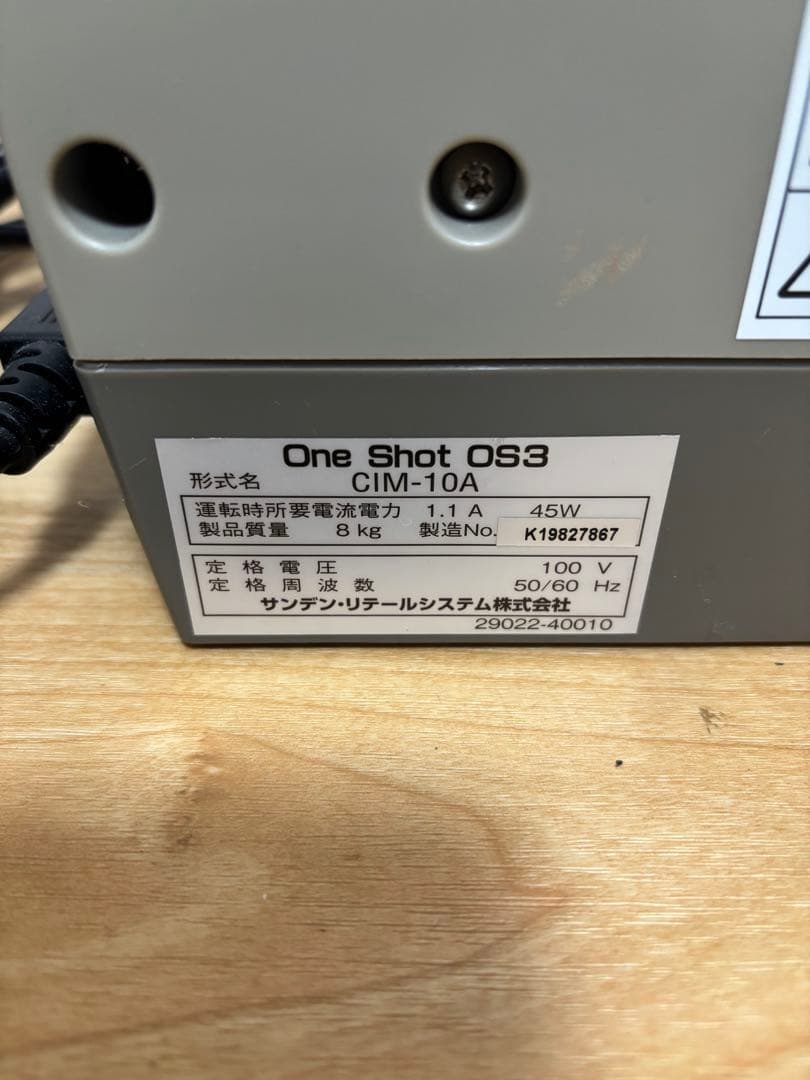 One Shot OS3
形式名 CIM-10A
運転時所要電流電力 1.1 A 45W
製品質量 8 kg 製造No. K19827867
定格電圧 100 V
定格周波数 50/60 Hz
サンデン・リテールシステム株式会社
29022-40010